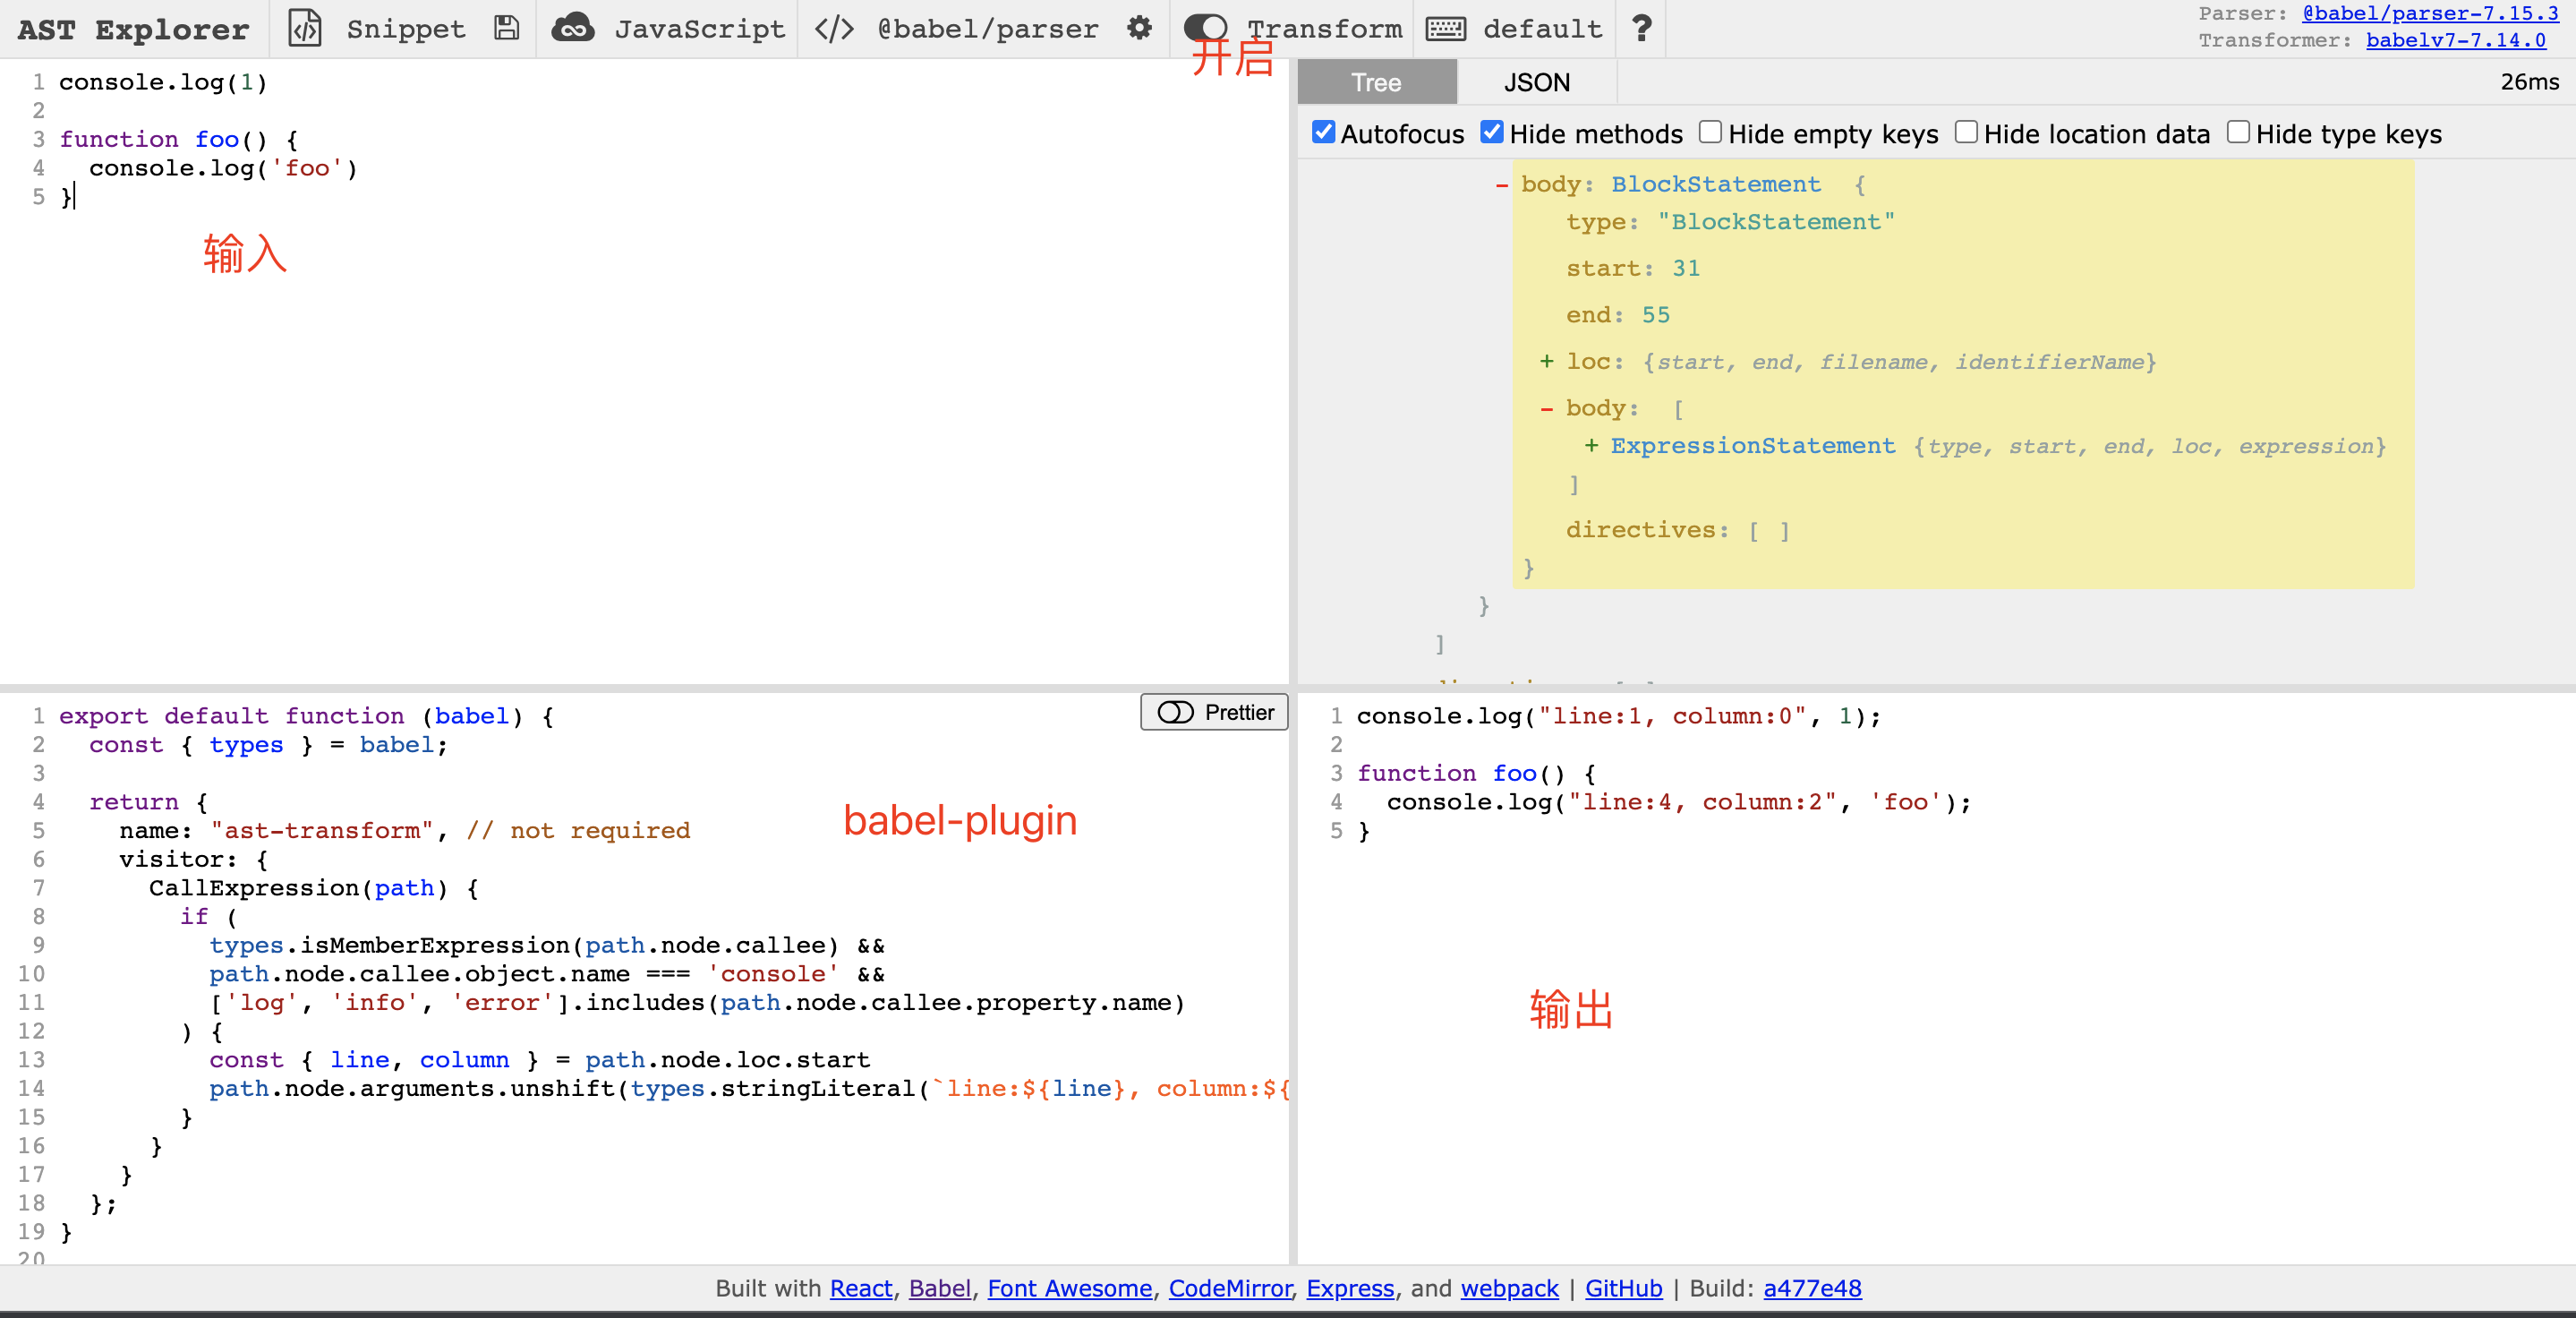 AST Explorer Snippet JavaScript </> @babel/parser Transform default ?
Parser: @babel/parser-7.15.3
Transformer: babelv7-7.14.0
开启
1 console.log(1)
2
3 function foo() {
4   console.log('foo')
5 }
输入
Tree JSON 26ms
Autofocus Hide methods Hide empty keys Hide location data Hide type keys
- body: BlockStatement {
type: "BlockStatement"
start: 31
end: 55
+ loc: {start, end, filename, identifierName}
- body: [
+ ExpressionStatement {type, start, end, loc, expression}
]
directives: [ ]
}
}
]
Prettier
1 export default function (babel) {
2   const { types } = babel;
3
4   return {
5     name: "ast-transform", // not required
6     visitor: {
7       CallExpression(path) {
8         if (
9           types.isMemberExpression(path.node.callee) &&
10           path.node.callee.object.name === 'console' &&
11           ['log', 'info', 'error'].includes(path.node.callee.property.name)
12         ) {
13           const { line, column } = path.node.loc.start
14           path.node.arguments.unshift(types.stringLiteral(`line:${line}, column:${
15         }
16       }
17     }
18   };
19 }
20
babel-plugin
1 console.log("line:1, column:0", 1);
2
3 function foo() {
4   console.log("line:4, column:2", 'foo');
5 }
输出
Built with React, Babel, Font Awesome, CodeMirror, Express, and webpack | GitHub | Build: a477e48